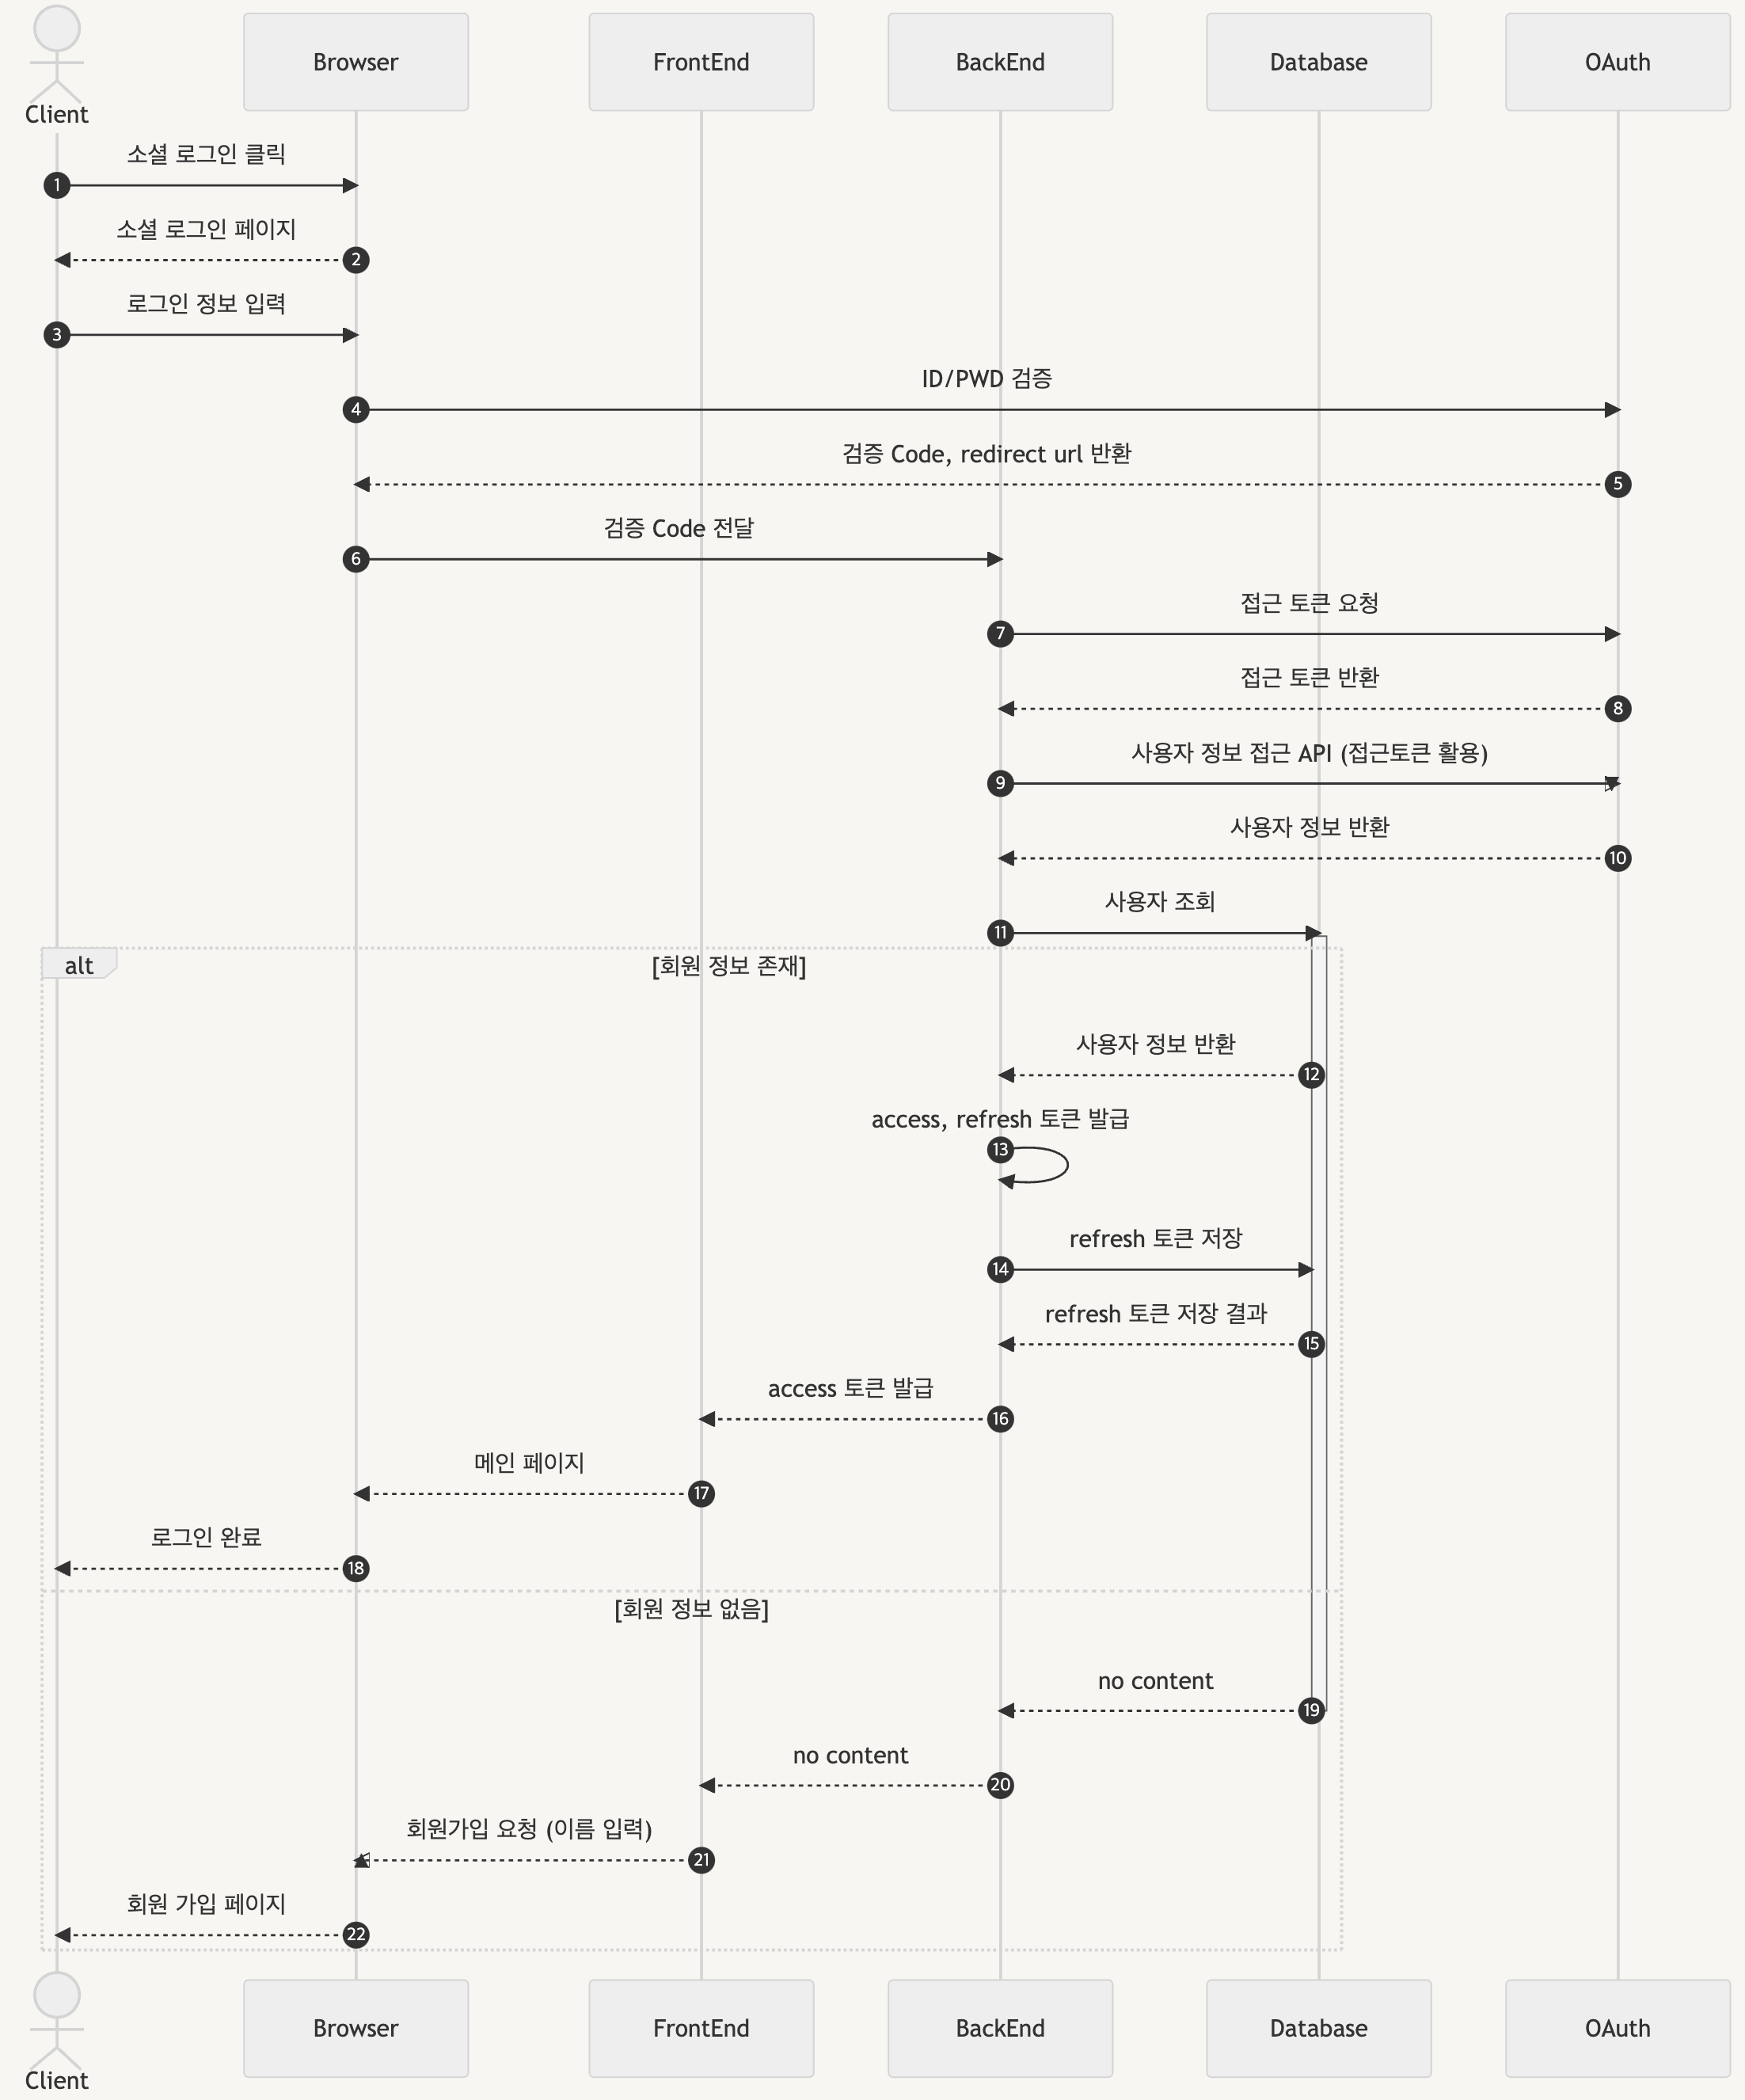 Client
Browser
FrontEnd
BackEnd
Database
OAuth
소셜 로그인 클릭
1
소셜 로그인 페이지
2
로그인 정보 입력
3
ID/PWD 검증
4
검증 Code, redirect url 반환
5
검증 Code 전달
6
접근 토큰 요청
7
접근 토큰 반환
8
사용자 정보 접근 API (접근토큰 활용)
9
사용자 정보 반환
10
사용자 조회
11
alt
[회원 정보 존재]
사용자 정보 반환
12
access, refresh 토큰 발급
13
refresh 토큰 저장
14
refresh 토큰 저장 결과
15
access 토큰 발급
16
메인 페이지
17
로그인 완료
18
[회원 정보 없음]
no content
19
no content
20
회원가입 요청 (이름 입력)
21
회원 가입 페이지
22
Client
Browser
FrontEnd
BackEnd
Database
OAuth